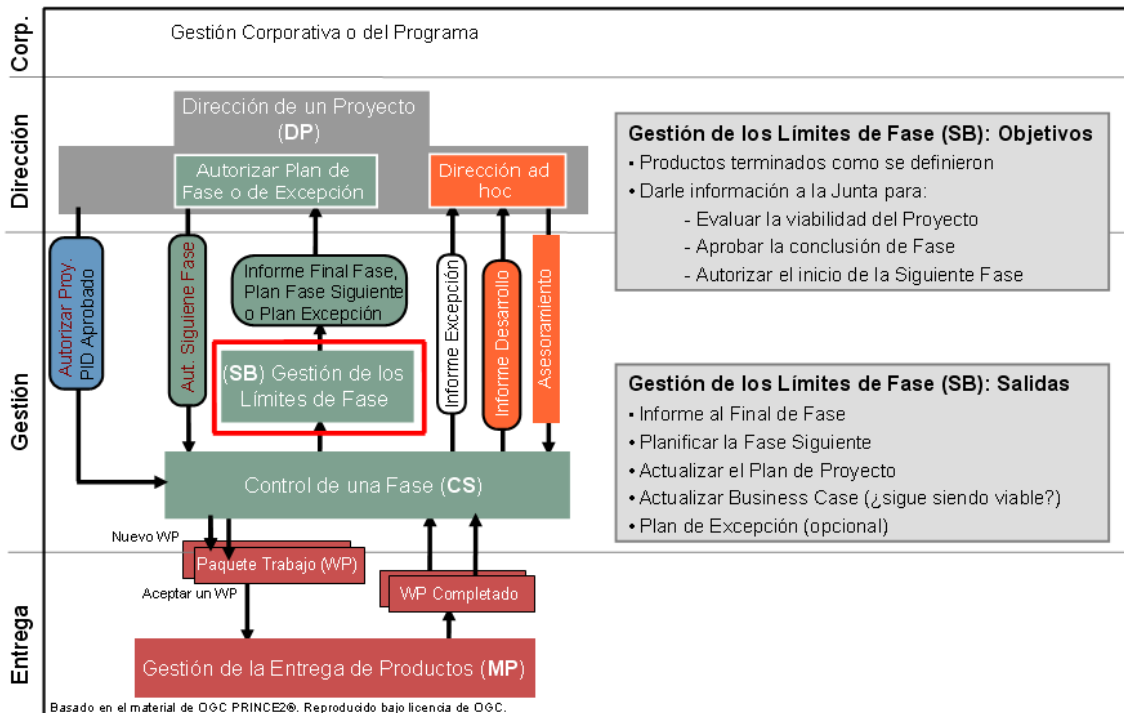 Corp.
Gestión Corporativa o del Programa
Dirección
Dirección de un Proyecto
(DP)
Autorizar Plan de
Fase o de Excepción
Dirección ad
hoc
Gestión de los Límites de Fase (SB): Objetivos
• Productos terminados como se definieron
• Darle información a la Junta para:
- Evaluar la viabilidad del Proyecto
- Aprobar la conclusión de Fase
- Autorizar el inicio de la Siguiente Fase
Gestión
Autorizar Proy.
PID Aprobado
Aut. Siguiene Fase
Informe Final Fase,
Plan Fase Siguiente
o Plan Excepción
Informe Excepción
Informe Desarrollo
Asesoramiento
(SB) Gestión de los
Límites de Fase
Control de una Fase (CS)
Gestión de los Límites de Fase (SB): Salidas
• Informe al Final de Fase
• Planificar la Fase Siguiente
• Actualizar el Plan de Proyecto
• Actualizar Business Case (¿sigue siendo viable?)
• Plan de Excepción (opcional)
Entrega
Nuevo WP
Paquete Trabajo (WP)
Aceptar un WP
WP Completado
Gestión de la Entrega de Productos (MP)
Basado en el material de OGC PRINCE2®. Reproducido bajo licencia de OGC.